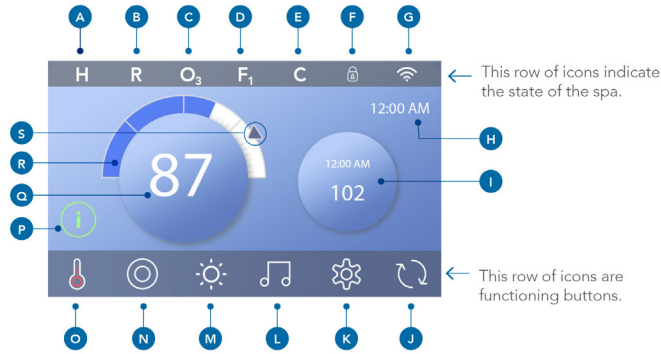 A B C D E F G
H R O₃ F₁ C
This row of icons indicate
the state of the spa.
12:00 AM
H
S
R
87
12:00 AM
102
I
Q
i
P
This row of icons are
functioning buttons.
O N M L K J